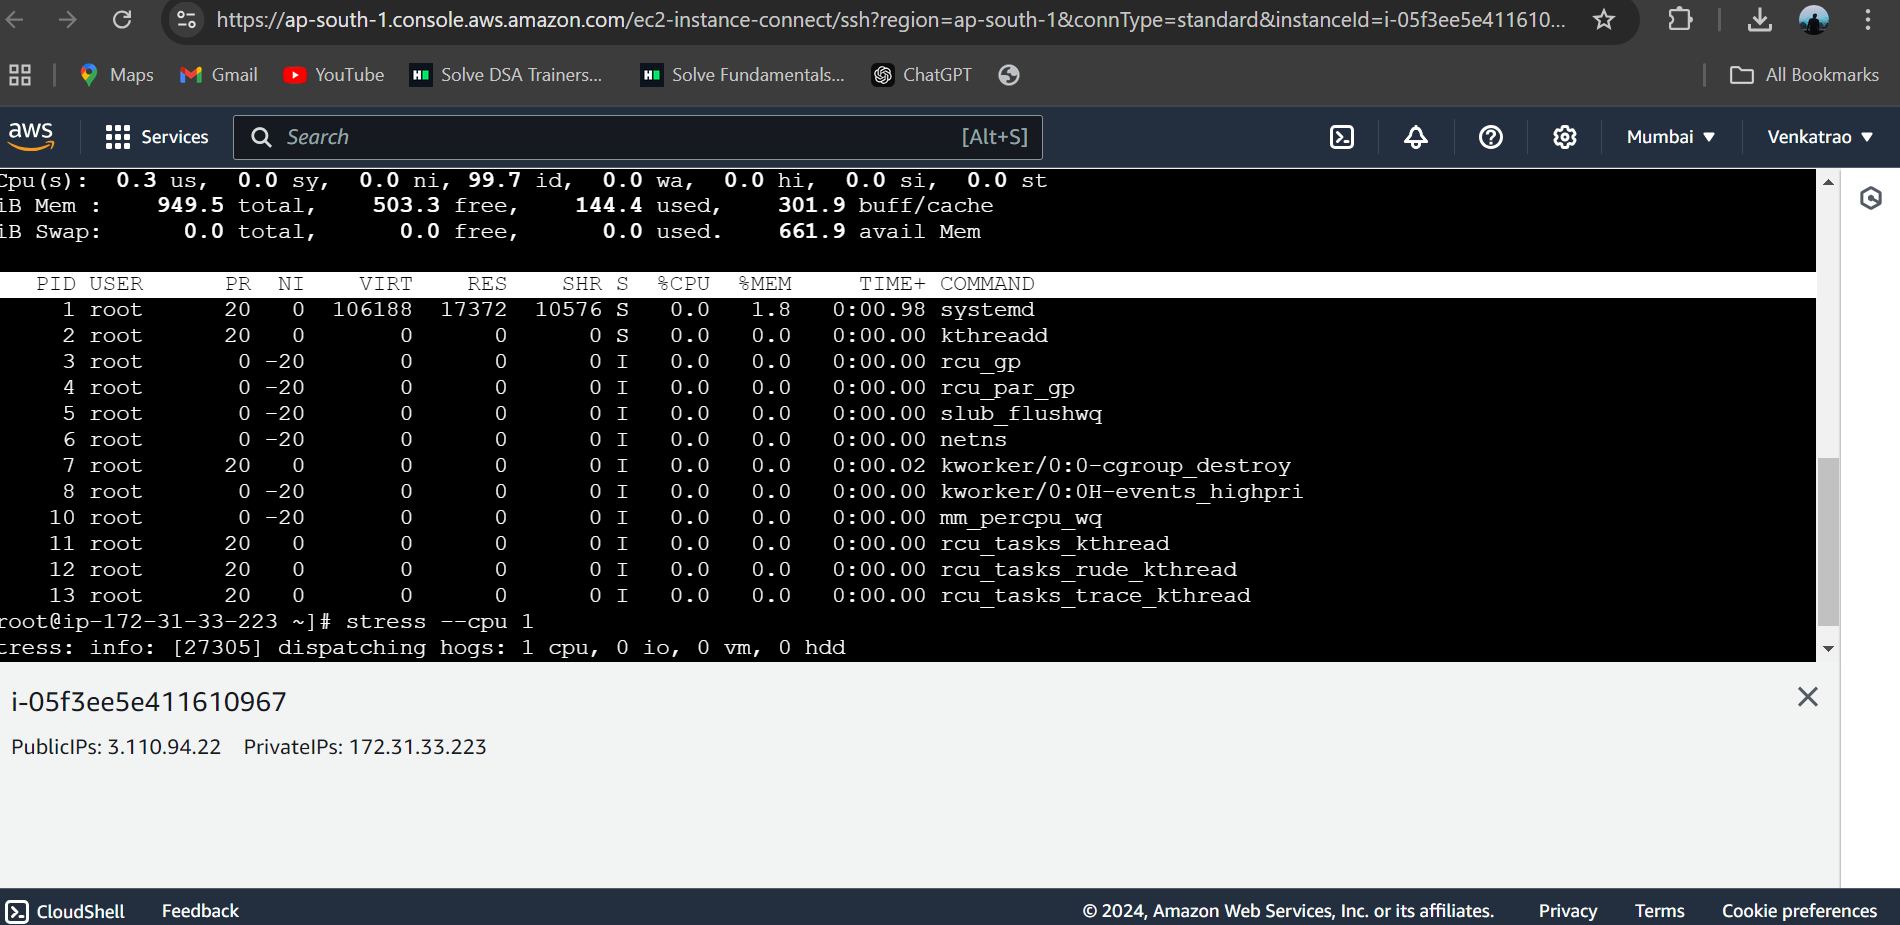 https://ap-south-1.console.aws.amazon.com/ec2-instance-connect/ssh?region=ap-south-1&connType=standard&instanceId=i-05f3ee5e411610...
Maps Gmail YouTube Solve DSA Trainers... Solve Fundamentals... ChatGPT All Bookmarks
aws Services Search [Alt+S] Mumbai Venkatrao
Cpu(s):  0.3 us,  0.0 sy,  0.0 ni, 99.7 id,  0.0 wa,  0.0 hi,  0.0 si,  0.0 st
iB Mem :    949.5 total,    503.3 free,    144.4 used,    301.9 buff/cache
iB Swap:      0.0 total,      0.0 free,      0.0 used.    661.9 avail Mem
PID USER      PR  NI    VIRT    RES    SHR S  %CPU  %MEM     TIME+ COMMAND
1 root      20   0  106188  17372  10576 S   0.0   1.8   0:00.98 systemd
2 root      20   0       0      0      0 S   0.0   0.0   0:00.00 kthreadd
3 root       0 -20       0      0      0 I   0.0   0.0   0:00.00 rcu_gp
4 root       0 -20       0      0      0 I   0.0   0.0   0:00.00 rcu_par_gp
5 root       0 -20       0      0      0 I   0.0   0.0   0:00.00 slub_flushwq
6 root       0 -20       0      0      0 I   0.0   0.0   0:00.00 netns
7 root      20   0       0      0      0 I   0.0   0.0   0:00.02 kworker/0:0-cgroup_destroy
8 root       0 -20       0      0      0 I   0.0   0.0   0:00.00 kworker/0:0H-events_highpri
10 root       0 -20       0      0      0 I   0.0   0.0   0:00.00 mm_percpu_wq
11 root      20   0       0      0      0 I   0.0   0.0   0:00.00 rcu_tasks_kthread
12 root      20   0       0      0      0 I   0.0   0.0   0:00.00 rcu_tasks_rude_kthread
13 root      20   0       0      0      0 I   0.0   0.0   0:00.00 rcu_tasks_trace_kthread
root@ip-172-31-33-223 ~]# stress --cpu 1
tress: info: [27305] dispatching hogs: 1 cpu, 0 io, 0 vm, 0 hdd
i-05f3ee5e411610967
PublicIPs: 3.110.94.22 PrivateIPs: 172.31.33.223
CloudShell Feedback © 2024, Amazon Web Services, Inc. or its affiliates. Privacy Terms Cookie preferences